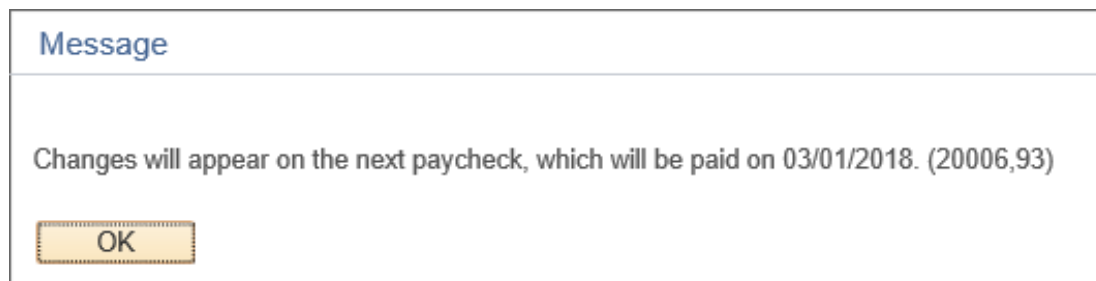 Message
Changes will appear on the next paycheck, which will be paid on 03/01/2018. (20006,93)
OK